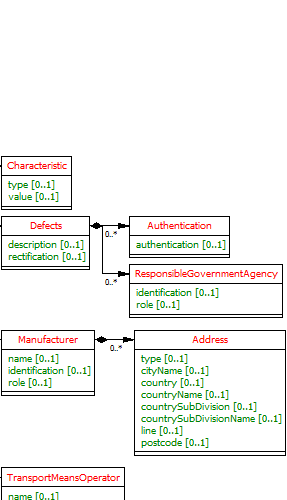 Characteristic
type [0..1]
value [0..1]
Defects
description [0..1]
rectification [0..1]
0..*
Authentication
authentication [0..1]
0..*
ResponsibleGovernmentAgency
identification [0..1]
role [0..1]
Manufacturer
name [0..1]
identification [0..1]
role [0..1]
0..*
Address
type [0..1]
cityName [0..1]
country [0..1]
countryName [0..1]
countrySubDivision [0..1]
countrySubDivisionName [0..1]
line [0..1]
postcode [0..1]
TransportMeansOperator
name [0..1]